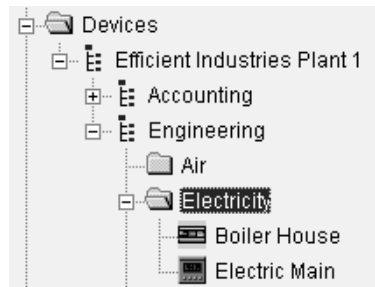 Devices
Efficient Industries Plant 1
Accounting
Engineering
Air
Electricity
Boiler House
Electric Main